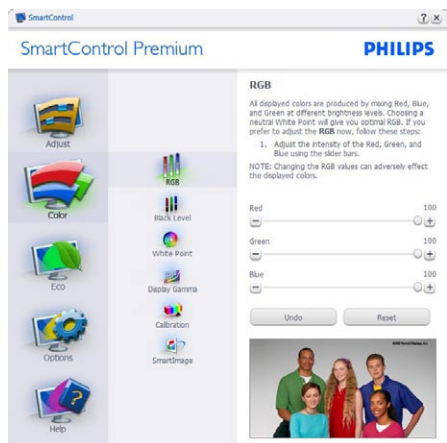 SmartControl
? x
SmartControl Premium
PHILIPS
Adjust
Color
Eco
Options
Help
RGB
Black Level
White Point
Display Gamma
Calibration
SmartImage
RGB
All displayed colors are produced by mixing Red, Blue,
and Green at different brightness levels. Choosing a
neutral White Point will give you optimal RGB. If you
prefer to adjust the RGB now, follow these steps:
1. Adjust the intensity of the Red, Green, and
Blue using the slider bars.
NOTE: Changing the RGB values can adversely effect
the displayed colors.
Red 100
Green 100
Blue 100
Undo Reset